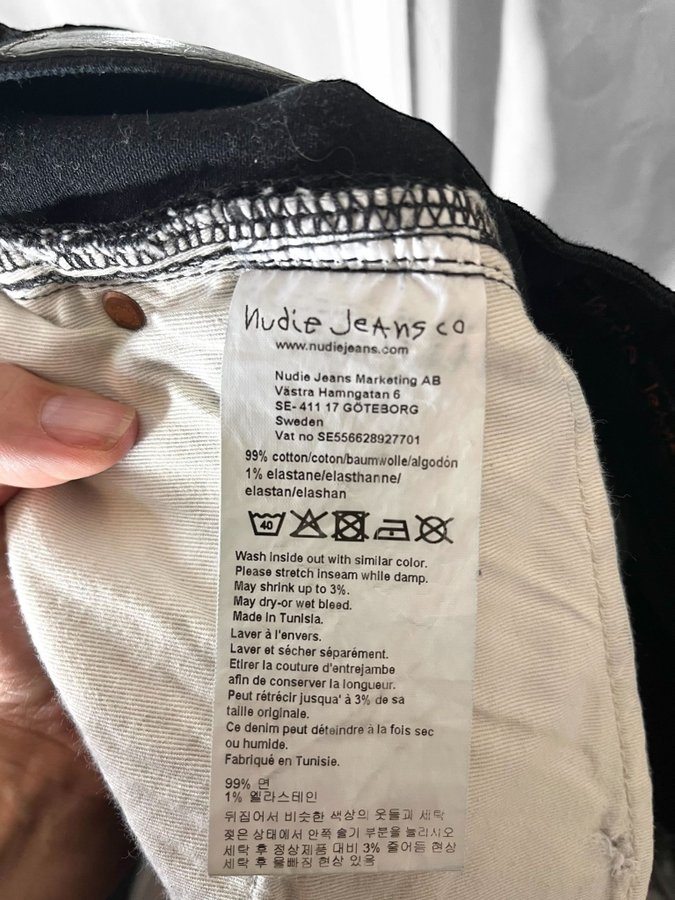 Nudie Jeans co
www.nudiejeans.com
Nudie Jeans Marketing AB
Västra Hamngatan 6
SE- 411 17 GÖTEBORG
Sweden
Vat no SE556628927701
99% cotton/coton/baumwolle/algodón
1% elastane/elasthanne/
elastan/elashan
40
Wash inside out with similar color.
Please stretch inseam while damp.
May shrink up to 3%.
May dry-or wet bleed.
Made in Tunisia.
Laver à l'envers.
Laver et sécher séparément.
Etirer la couture d'entrejambe
afin de conserver la longueur.
Peut rétrécir jusqua' à 3% de sa
taille originale.
Ce denim peut déteindre à la fois sec
ou humide.
Fabriqué en Tunisie.
99% 면
1% 엘라스테인
뒤집어서 비슷한 색상의 옷들과 세탁
젖은 상태에서 안쪽 솔기 부분을 늘리시오
세탁 후 정상제품 대비 3% 줄어듬 현상
세탁 후 물빠짐 현상 있음